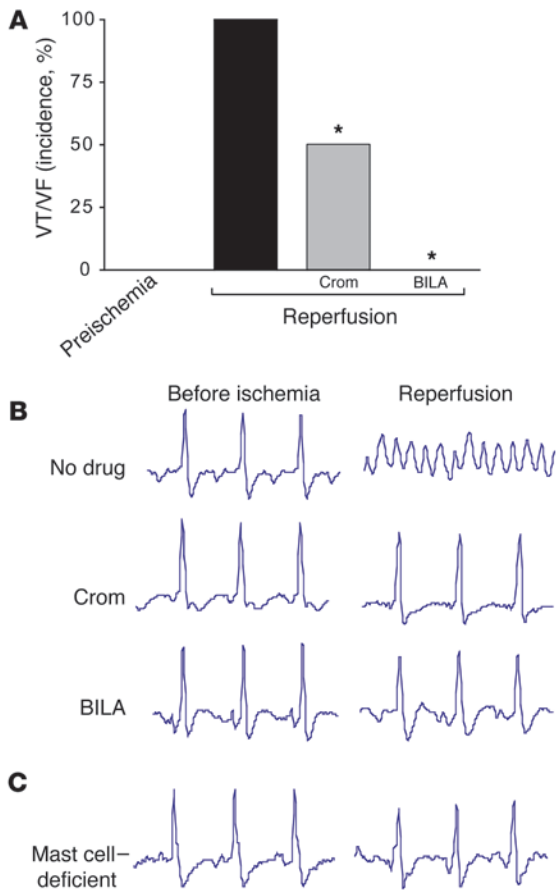 A
VT/VF (incidence, %)
100
75
50
25
0
*
*
Preischemia
Crom
BILA
Reperfusion
B
Before ischemia
Reperfusion
No drug
Crom
BILA
C
Mast cell–
deficient